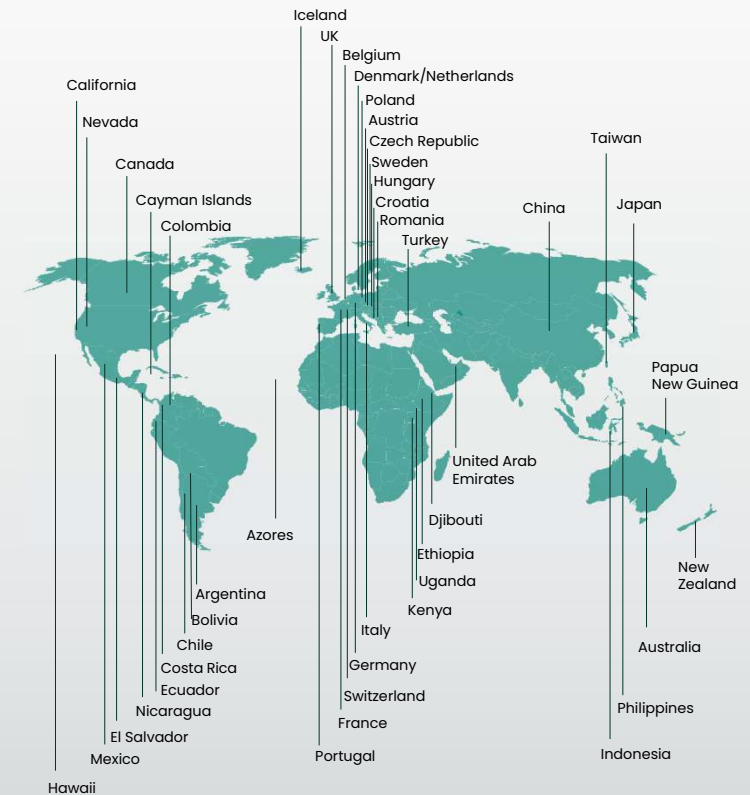 Iceland
UK
Belgium
Denmark/Netherlands
California
Poland
Nevada
Austria
Czech Republic
Taiwan
Canada
Sweden
Hungary
Cayman Islands
Croatia
China
Japan
Colombia
Romania
Turkey
Papua
New Guinea
United Arab
Emirates
Azores
Djibouti
Ethiopia
New
Zealand
Uganda
Argentina
Kenya
Bolivia
Italy
Chile
Australia
Costa Rica
Germany
Ecuador
Switzerland
Nicaragua
Philippines
France
El Salvador
Mexico
Portugal
Indonesia
Hawaii